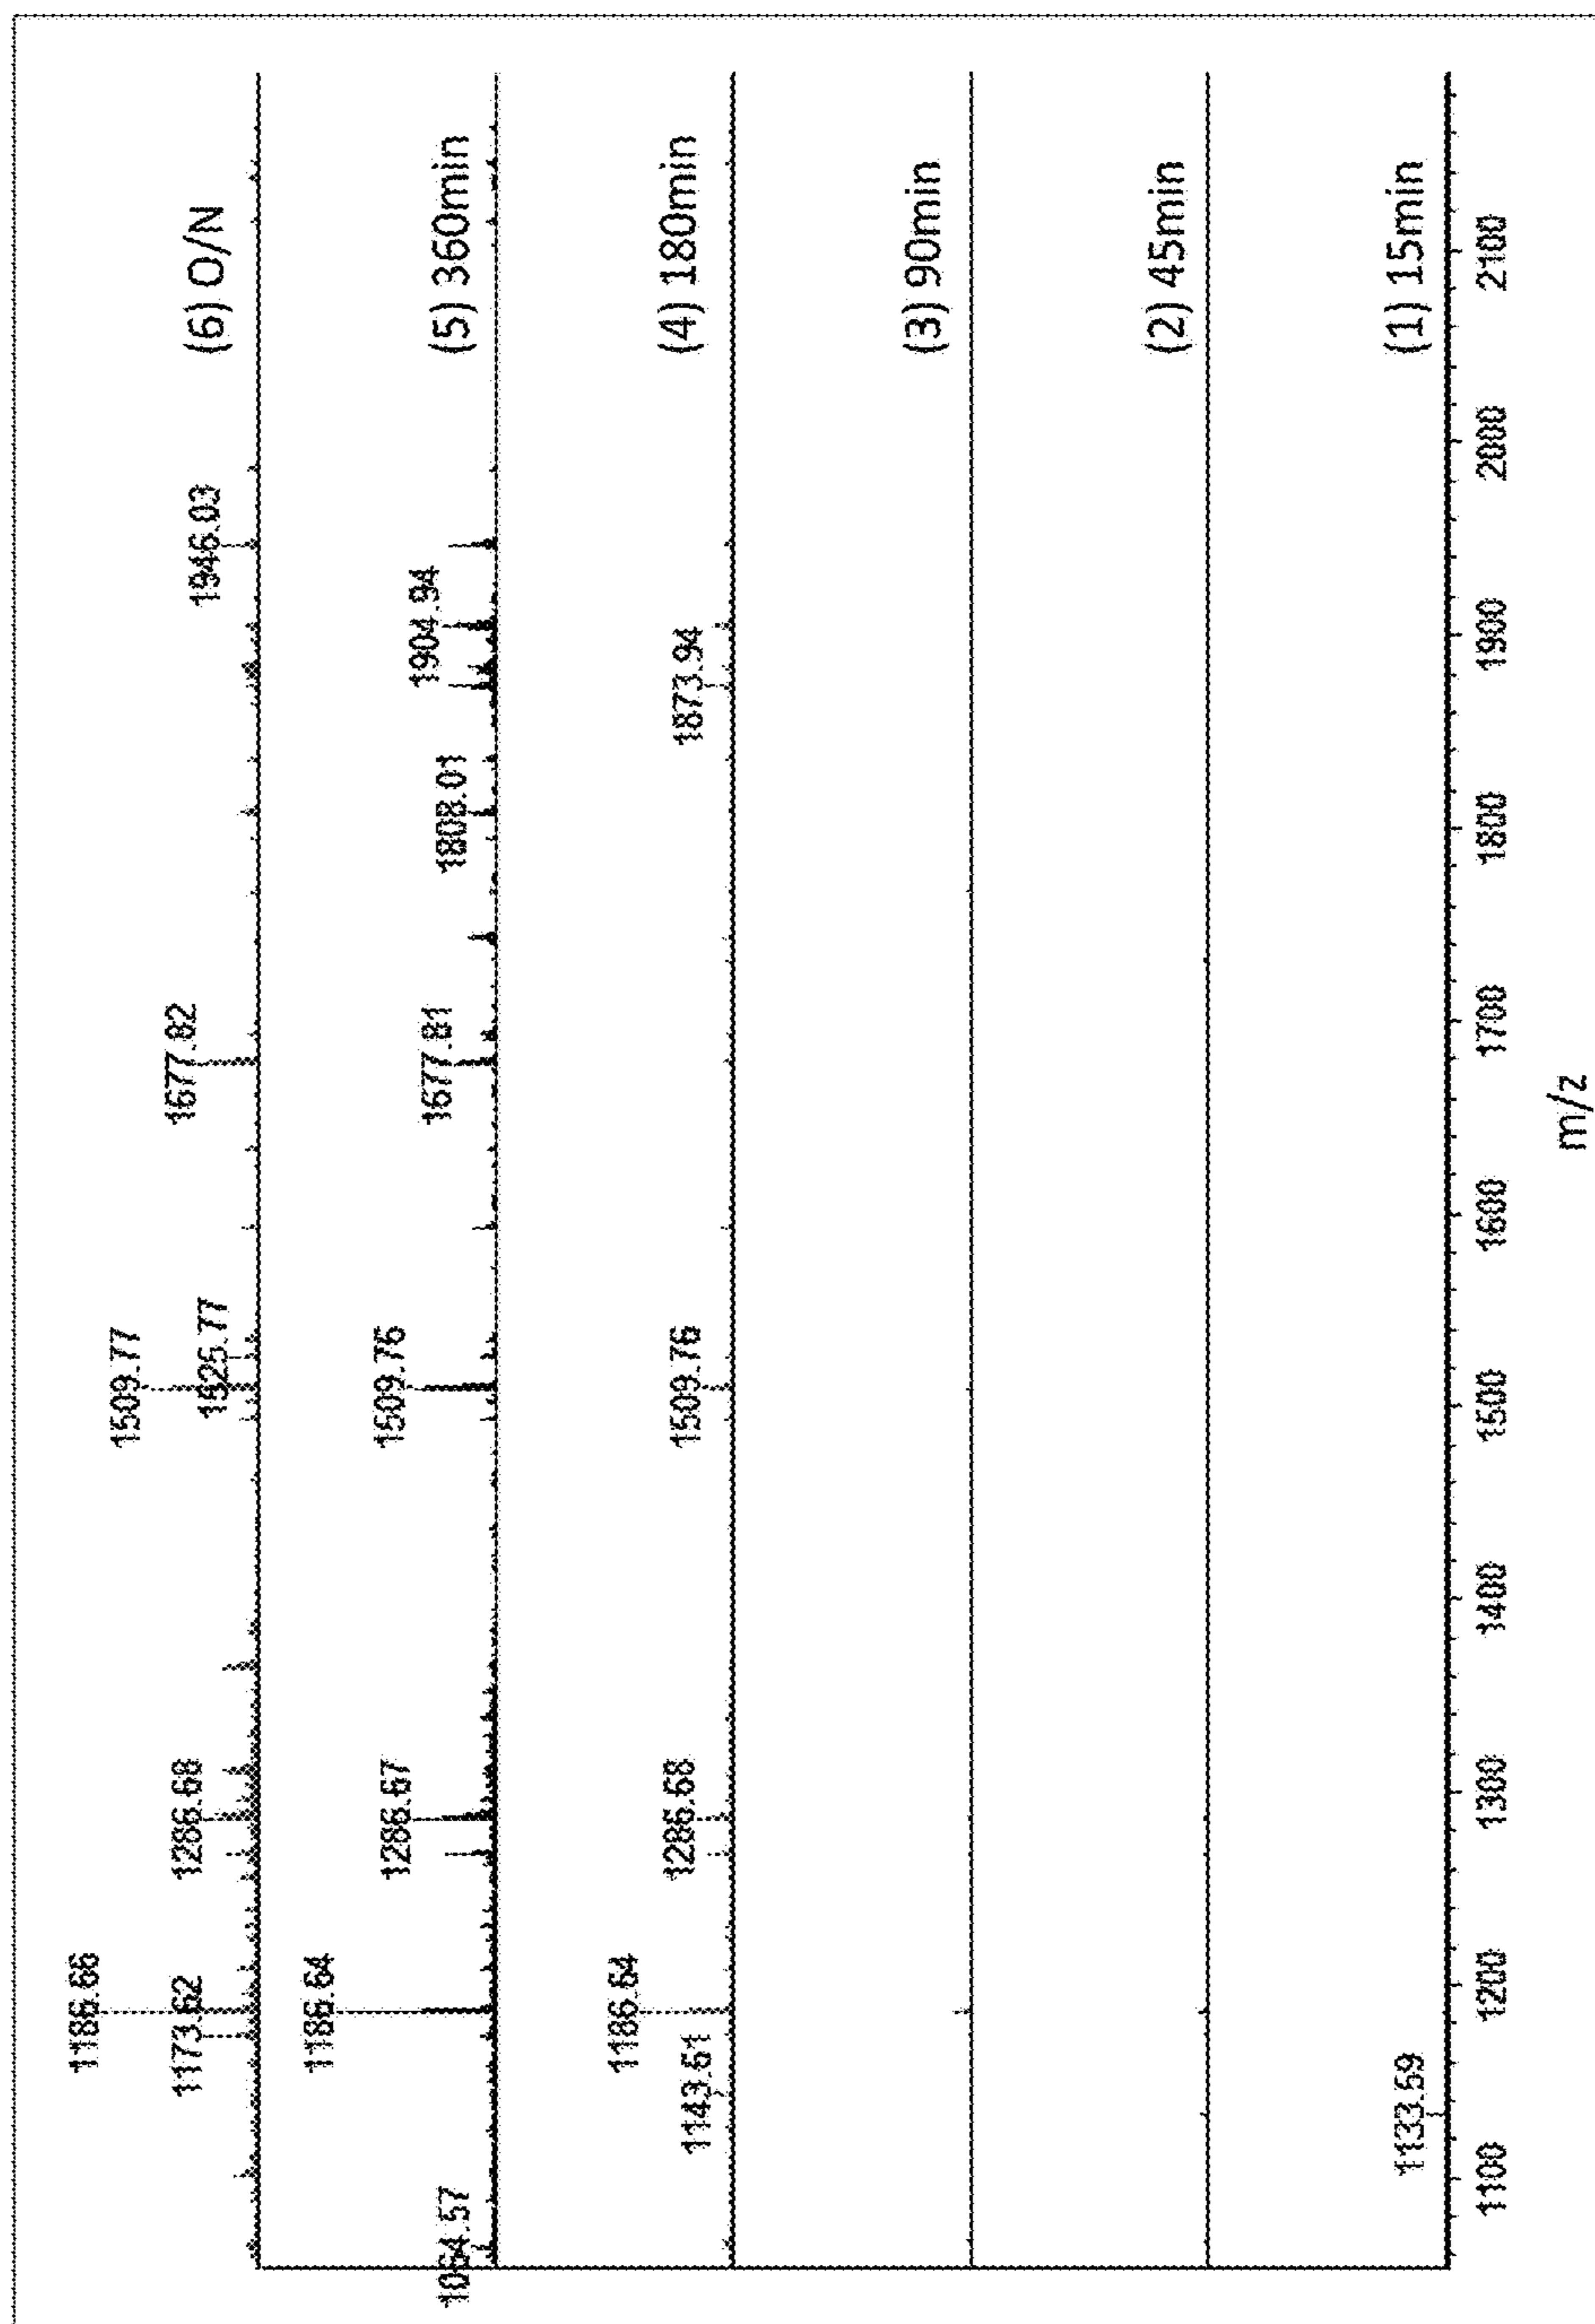 1186.66
1509.77
1173.62
1286.68
1677.82
1525.77
1946.03
(6) O/N
1186.64
1286.67
1509.75
1064.57
1677.81
1808.01
1904.94
(5) 360min
1186.64
1143.61
1286.68
1509.76
1873.94
(4) 180min
(3) 90min
(2) 45min
1133.59
(1) 15min
1100 1200 1300 1400 1500 1600 1700 1800 1900 2000 2100
m/z